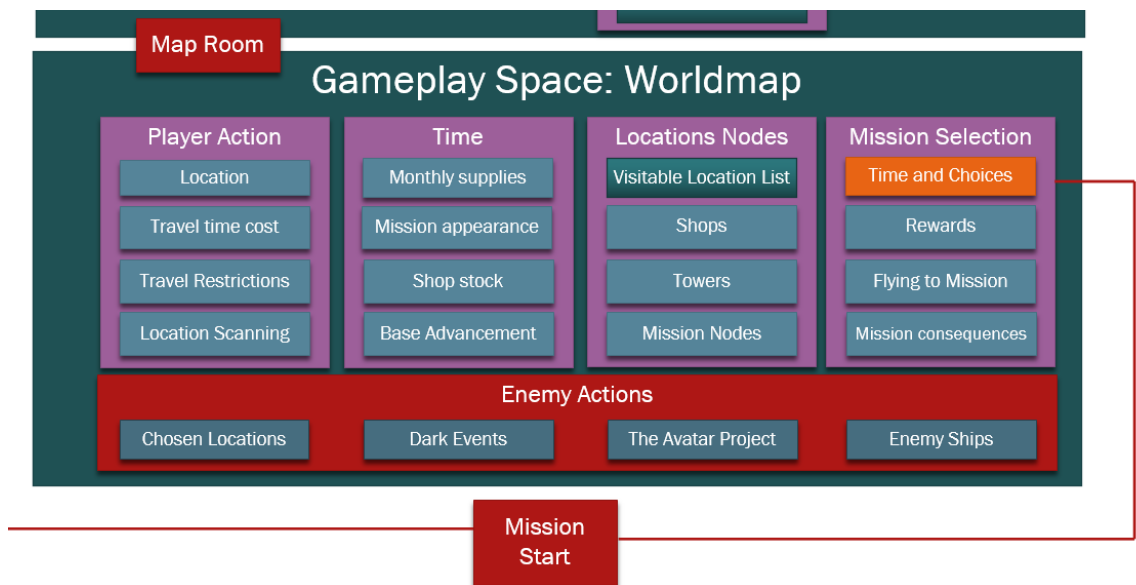 Map Room
Gameplay Space: Worldmap
Player Action
Location
Travel time cost
Travel Restrictions
Location Scanning
Time
Monthly supplies
Mission appearance
Shop stock
Base Advancement
Locations Nodes
Visitable Location List
Shops
Towers
Mission Nodes
Mission Selection
Time and Choices
Rewards
Flying to Mission
Mission consequences
Enemy Actions
Chosen Locations
Dark Events
The Avatar Project
Enemy Ships
Mission
Start